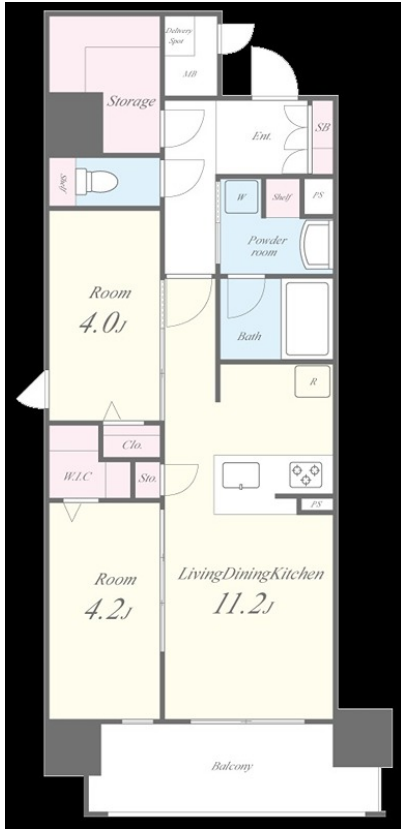 Delivery
Spot
MB
Storage
Ent.
SB
Shelf
W
Shelf
PS
Powder
room
Room
4.0J
Bath
R
Clo.
W.I.C
Sto.
PS
Room
4.2J
LivingDiningKitchen
11.2J
Balcony